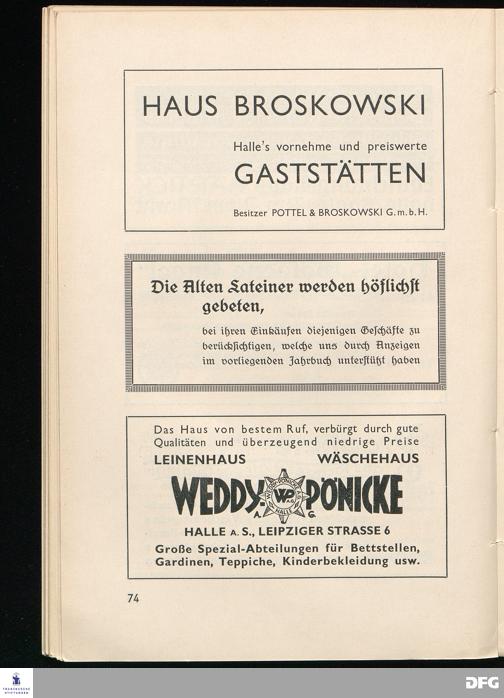 HAUS BROSKOWSKI
Halle's vornehme und preiswerte
GASTSTÄTTEN
Besitzer POTTEL & BROSKOWSKI G.m.b.H.
Die Alten Lateiner werden höflichst
gebeten,
bei ihren Einkäufen diejenigen Geschäfte zu
berücksichtigen, welche uns durch Anzeigen
im vorliegenden Jahrbuch unterstützt haben
Das Haus von bestem Ruf, verbürgt durch gute
Qualitäten und überzeugend niedrige Preise
LEINENHAUS WÄSCHEHAUS
WEDDY-PÖNICKE
A. G.
HALLE A. S., LEIPZIGER STRASSE 6
Große Spezial-Abteilungen für Bettstellen,
Gardinen, Teppiche, Kinderbekleidung usw.
74
FRANCKESCHE
STIFTUNGEN
DFG